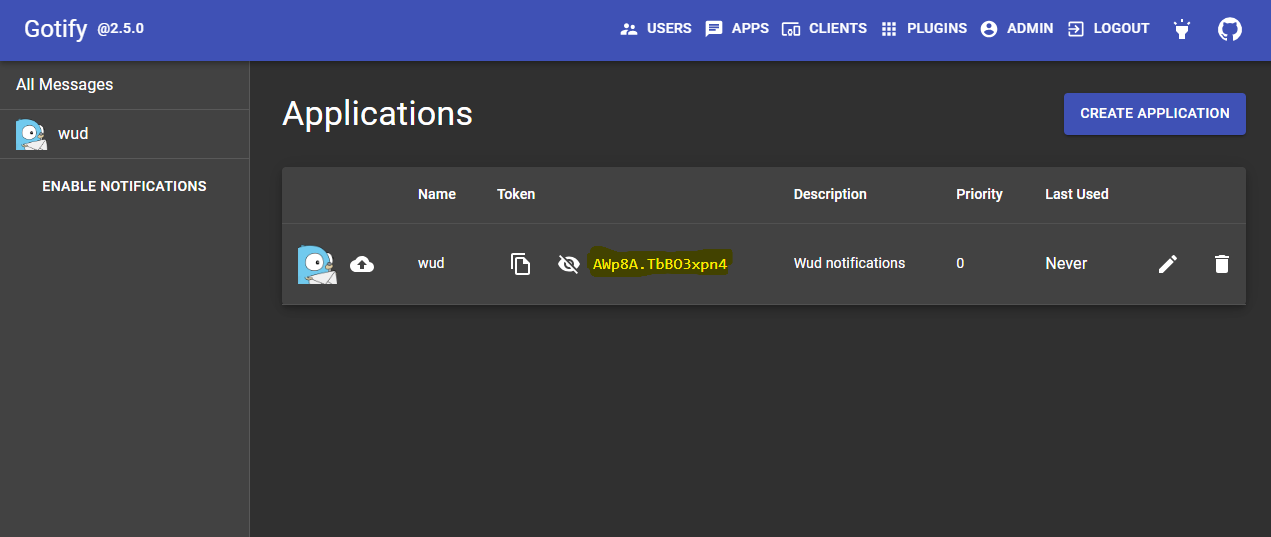 Gotify @2.5.0 USERS APPS CLIENTS PLUGINS ADMIN LOGOUT
All Messages
wud
ENABLE NOTIFICATIONS
Applications
CREATE APPLICATION
Name Token Description Priority Last Used
wud AWp8A.TbBO3xpn4 Wud notifications 0 Never